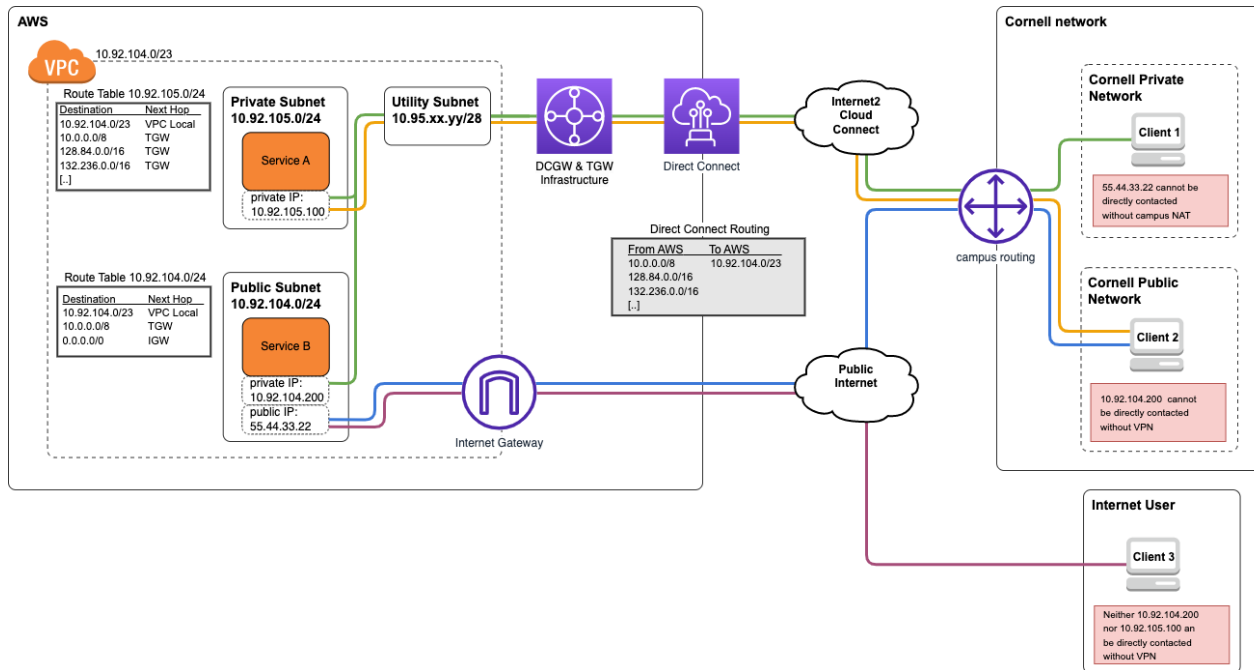 AWS
VPC
10.92.104.0/23
Route Table 10.92.105.0/24
Destination Next Hop
10.92.104.0/23 VPC Local
10.0.0.0/8 TGW
128.84.0.0/16 TGW
132.236.0.0/16 TGW
[..]
Private Subnet
10.92.105.0/24
Service A
private IP:
10.92.105.100
Utility Subnet
10.95.xx.yy/28
DCGW & TGW
Infrastructure
Direct Connect
Internet2
Cloud
Connect
Direct Connect Routing
From AWS To AWS
10.0.0.0/8 10.92.104.0/23
128.84.0.0/16
132.236.0.0/16
[..]
Route Table 10.92.104.0/24
Destination Next Hop
10.92.104.0/23 VPC Local
10.0.0.0/8 TGW
0.0.0.0/0 IGW
Public Subnet
10.92.104.0/24
Service B
private IP:
10.92.104.200
public IP:
55.44.33.22
Internet Gateway
Public
Internet
Cornell network
campus routing
Cornell Private
Network
Client 1
55.44.33.22 cannot be
directly contacted
without campus NAT
Cornell Public
Network
Client 2
10.92.104.200 cannot
be directly contacted
without VPN
Internet User
Client 3
Neither 10.92.104.200
nor 10.92.105.100 an
be directly contacted
without VPN